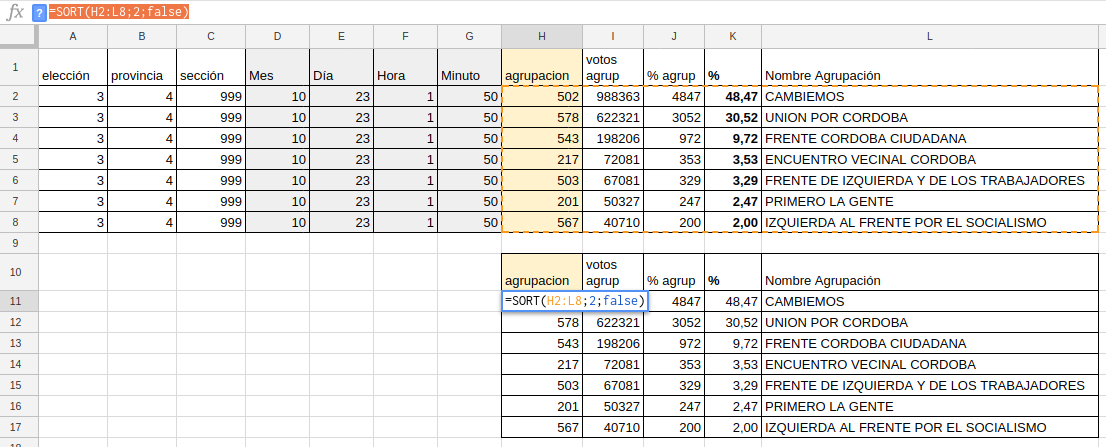 fx ? =SORT(H2:L8;2;false)
A B C D E F G H I J K L
1 elección provincia sección Mes Día Hora Minuto agrupacion votos agrup % agrup % Nombre Agrupación
2 3 4 999 10 23 1 50 502 988363 4847 48,47 CAMBIEMOS
3 3 4 999 10 23 1 50 578 622321 3052 30,52 UNION POR CORDOBA
4 3 4 999 10 23 1 50 543 198206 972 9,72 FRENTE CORDOBA CIUDADANA
5 3 4 999 10 23 1 50 217 72081 353 3,53 ENCUENTRO VECINAL CORDOBA
6 3 4 999 10 23 1 50 503 67081 329 3,29 FRENTE DE IZQUIERDA Y DE LOS TRABAJADORES
7 3 4 999 10 23 1 50 201 50327 247 2,47 PRIMERO LA GENTE
8 3 4 999 10 23 1 50 567 40710 200 2,00 IZQUIERDA AL FRENTE POR EL SOCIALISMO
9
10 agrupacion votos agrup % agrup % Nombre Agrupación
11 =SORT(H2:L8;2;false) 4847 48,47 CAMBIEMOS
12 578 622321 3052 30,52 UNION POR CORDOBA
13 543 198206 972 9,72 FRENTE CORDOBA CIUDADANA
14 217 72081 353 3,53 ENCUENTRO VECINAL CORDOBA
15 503 67081 329 3,29 FRENTE DE IZQUIERDA Y DE LOS TRABAJADORES
16 201 50327 247 2,47 PRIMERO LA GENTE
17 567 40710 200 2,00 IZQUIERDA AL FRENTE POR EL SOCIALISMO